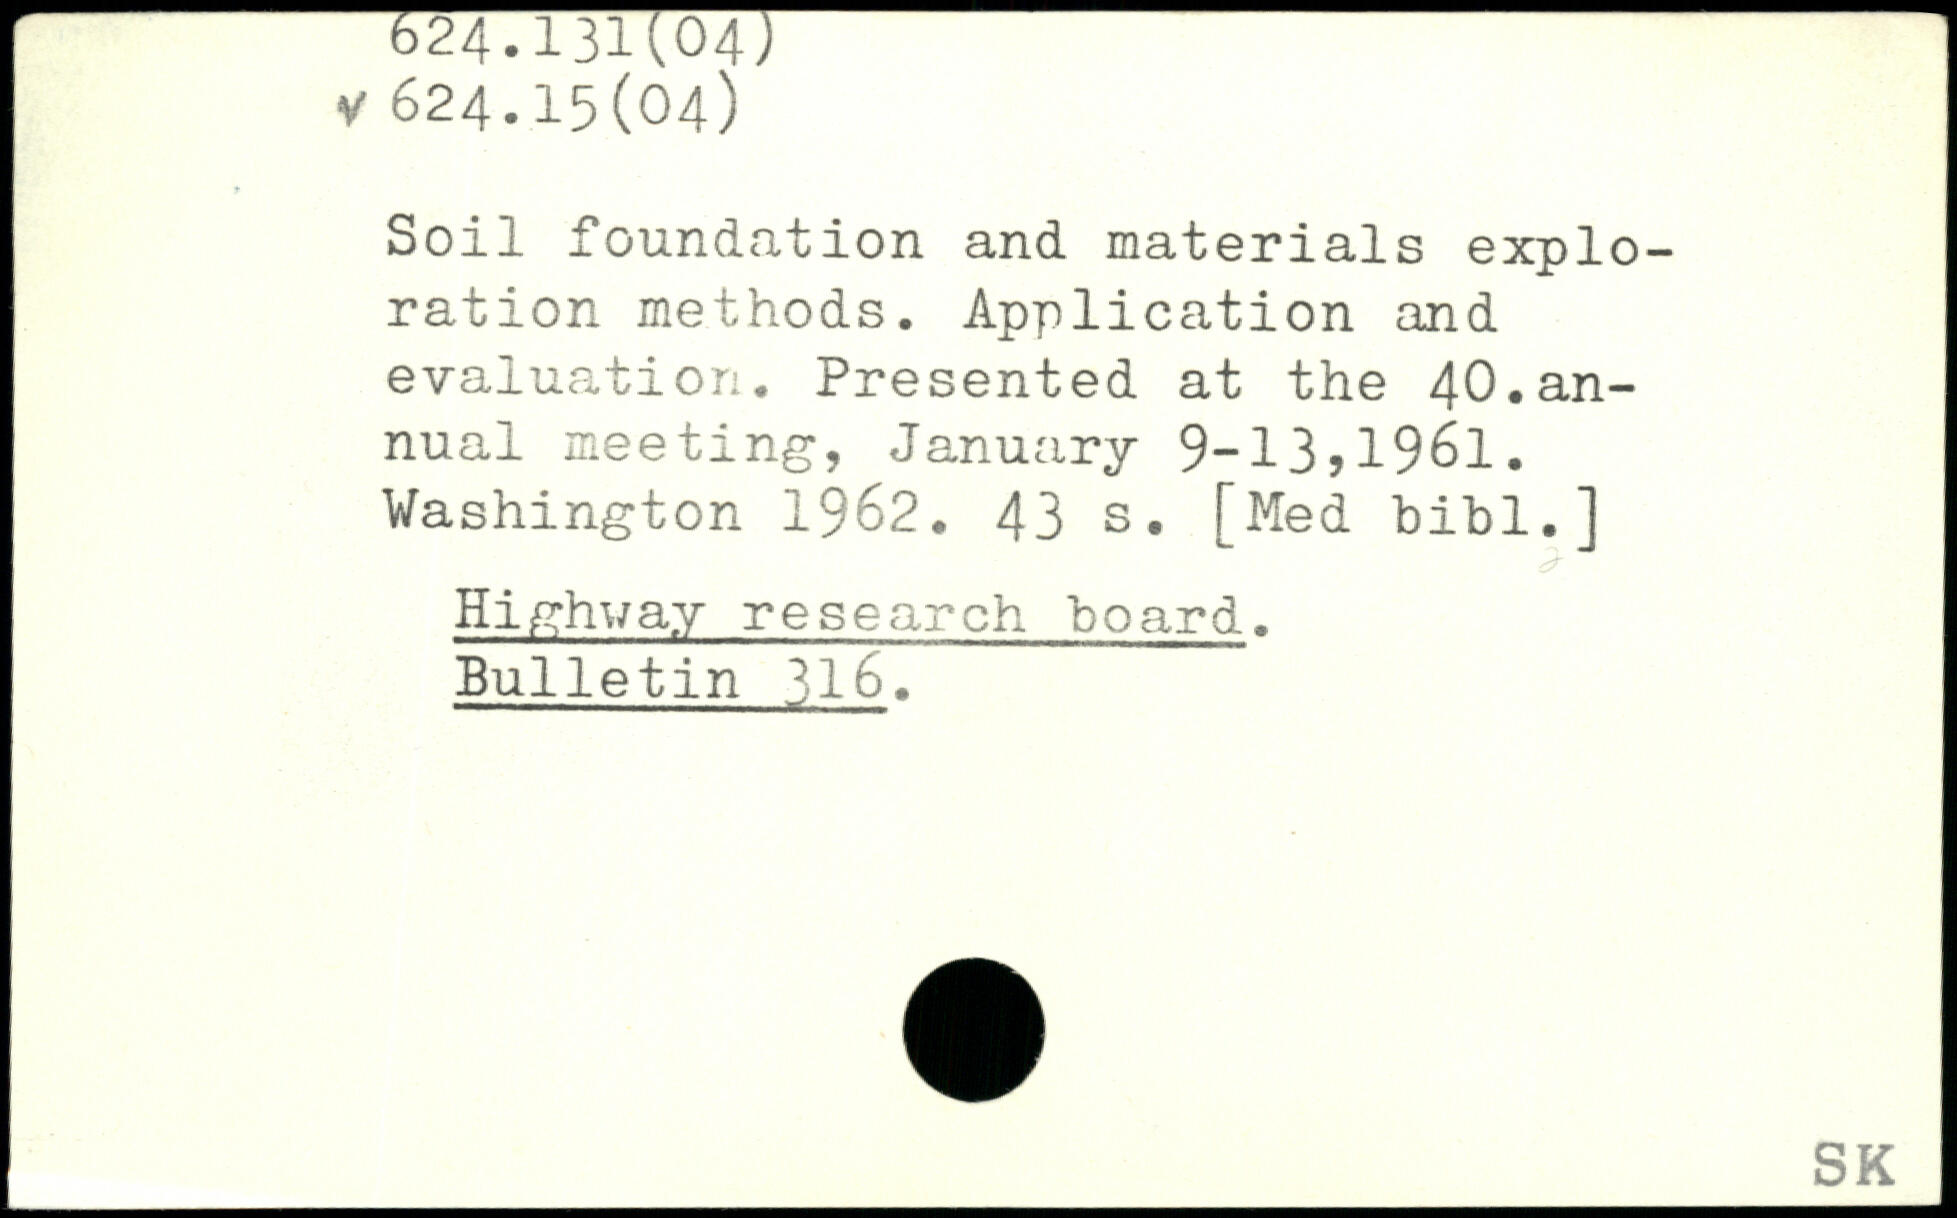 624.131(04)
v 624.15(04)
Soil foundation and materials explo-
ration methods. Application and
evaluation. Presented at the 40.an-
nual meeting, January 9-13,1961.
Washington 1962. 43 s. [Med bibl.]
Highway research board.
Bulletin 316.
SK